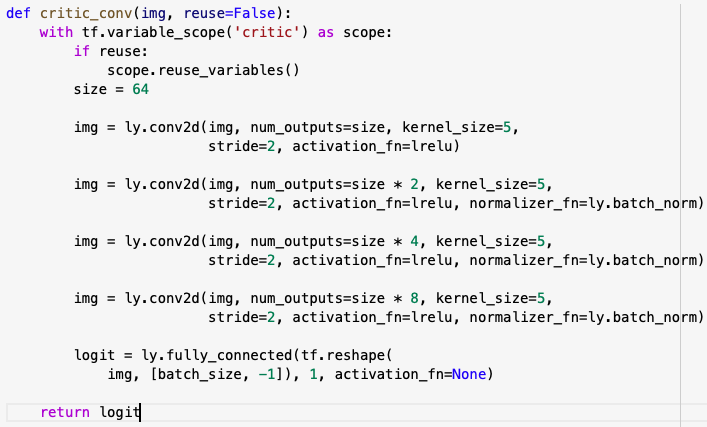 def critic_conv(img, reuse=False):
    with tf.variable_scope('critic') as scope:
        if reuse:
            scope.reuse_variables()
        size = 64

        img = ly.conv2d(img, num_outputs=size, kernel_size=5,
                        stride=2, activation_fn=lrelu)

        img = ly.conv2d(img, num_outputs=size * 2, kernel_size=5,
                        stride=2, activation_fn=lrelu, normalizer_fn=ly.batch_norm)

        img = ly.conv2d(img, num_outputs=size * 4, kernel_size=5,
                        stride=2, activation_fn=lrelu, normalizer_fn=ly.batch_norm)

        img = ly.conv2d(img, num_outputs=size * 8, kernel_size=5,
                        stride=2, activation_fn=lrelu, normalizer_fn=ly.batch_norm)

        logit = ly.fully_connected(tf.reshape(
            img, [batch_size, -1]), 1, activation_fn=None)

    return logit